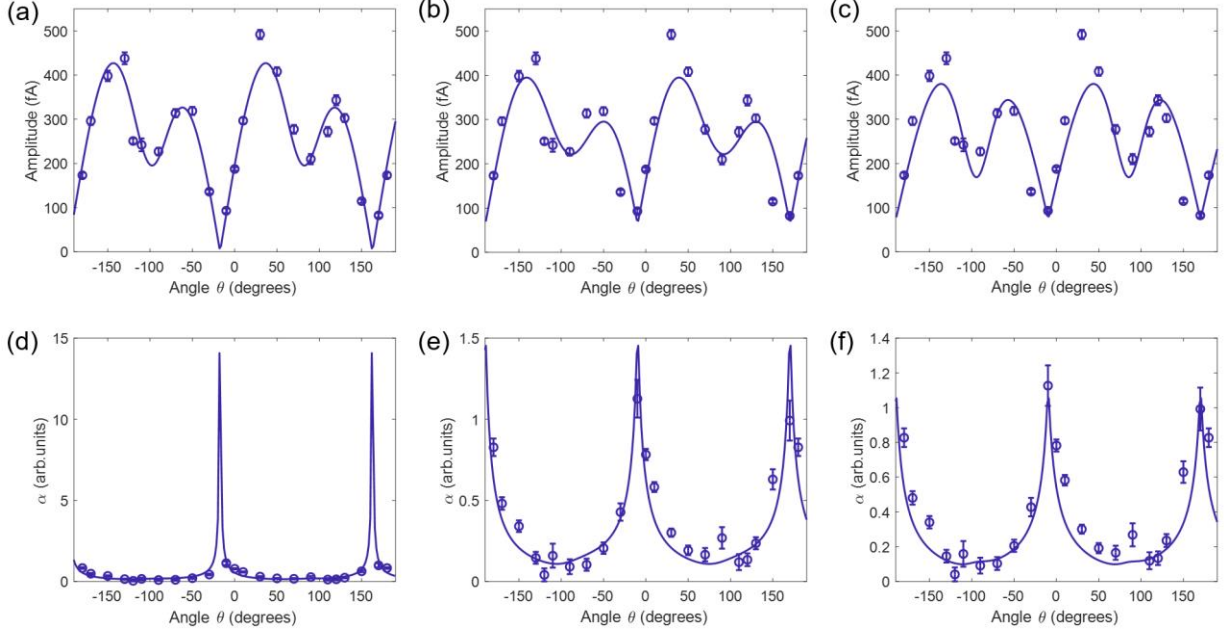 (a)
500
400
300
200
100
0
Amplitude (fA)
-150 -100 -50 0 50 100 150
Angle θ (degrees)
(b)
500
400
300
200
100
0
Amplitude (fA)
-150 -100 -50 0 50 100 150
Angle θ (degrees)
(c)
500
400
300
200
100
0
Amplitude (fA)
-150 -100 -50 0 50 100 150
Angle θ (degrees)
(d)
15
10
5
0
α (arb.units)
-150 -100 -50 0 50 100 150
Angle θ (degrees)
(e)
1.5
1
0.5
0
α (arb.units)
-150 -100 -50 0 50 100 150
Angle θ (degrees)
(f)
1.4
1.2
1
0.8
0.6
0.4
0.2
0
α (arb.units)
-150 -100 -50 0 50 100 150
Angle θ (degrees)